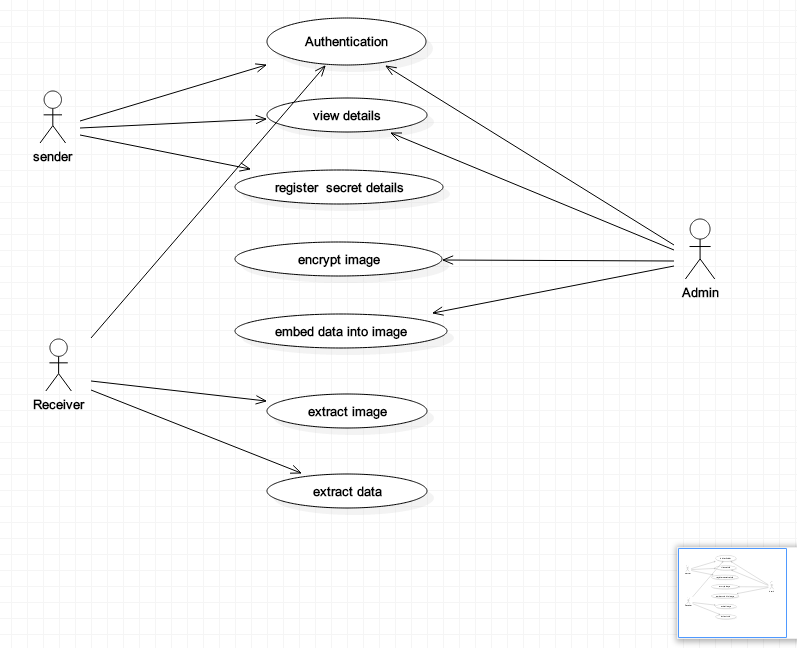 Authentication
view details
sender
register  secret details
encrypt image
Admin
embed data into image
Receiver
extract image
extract data